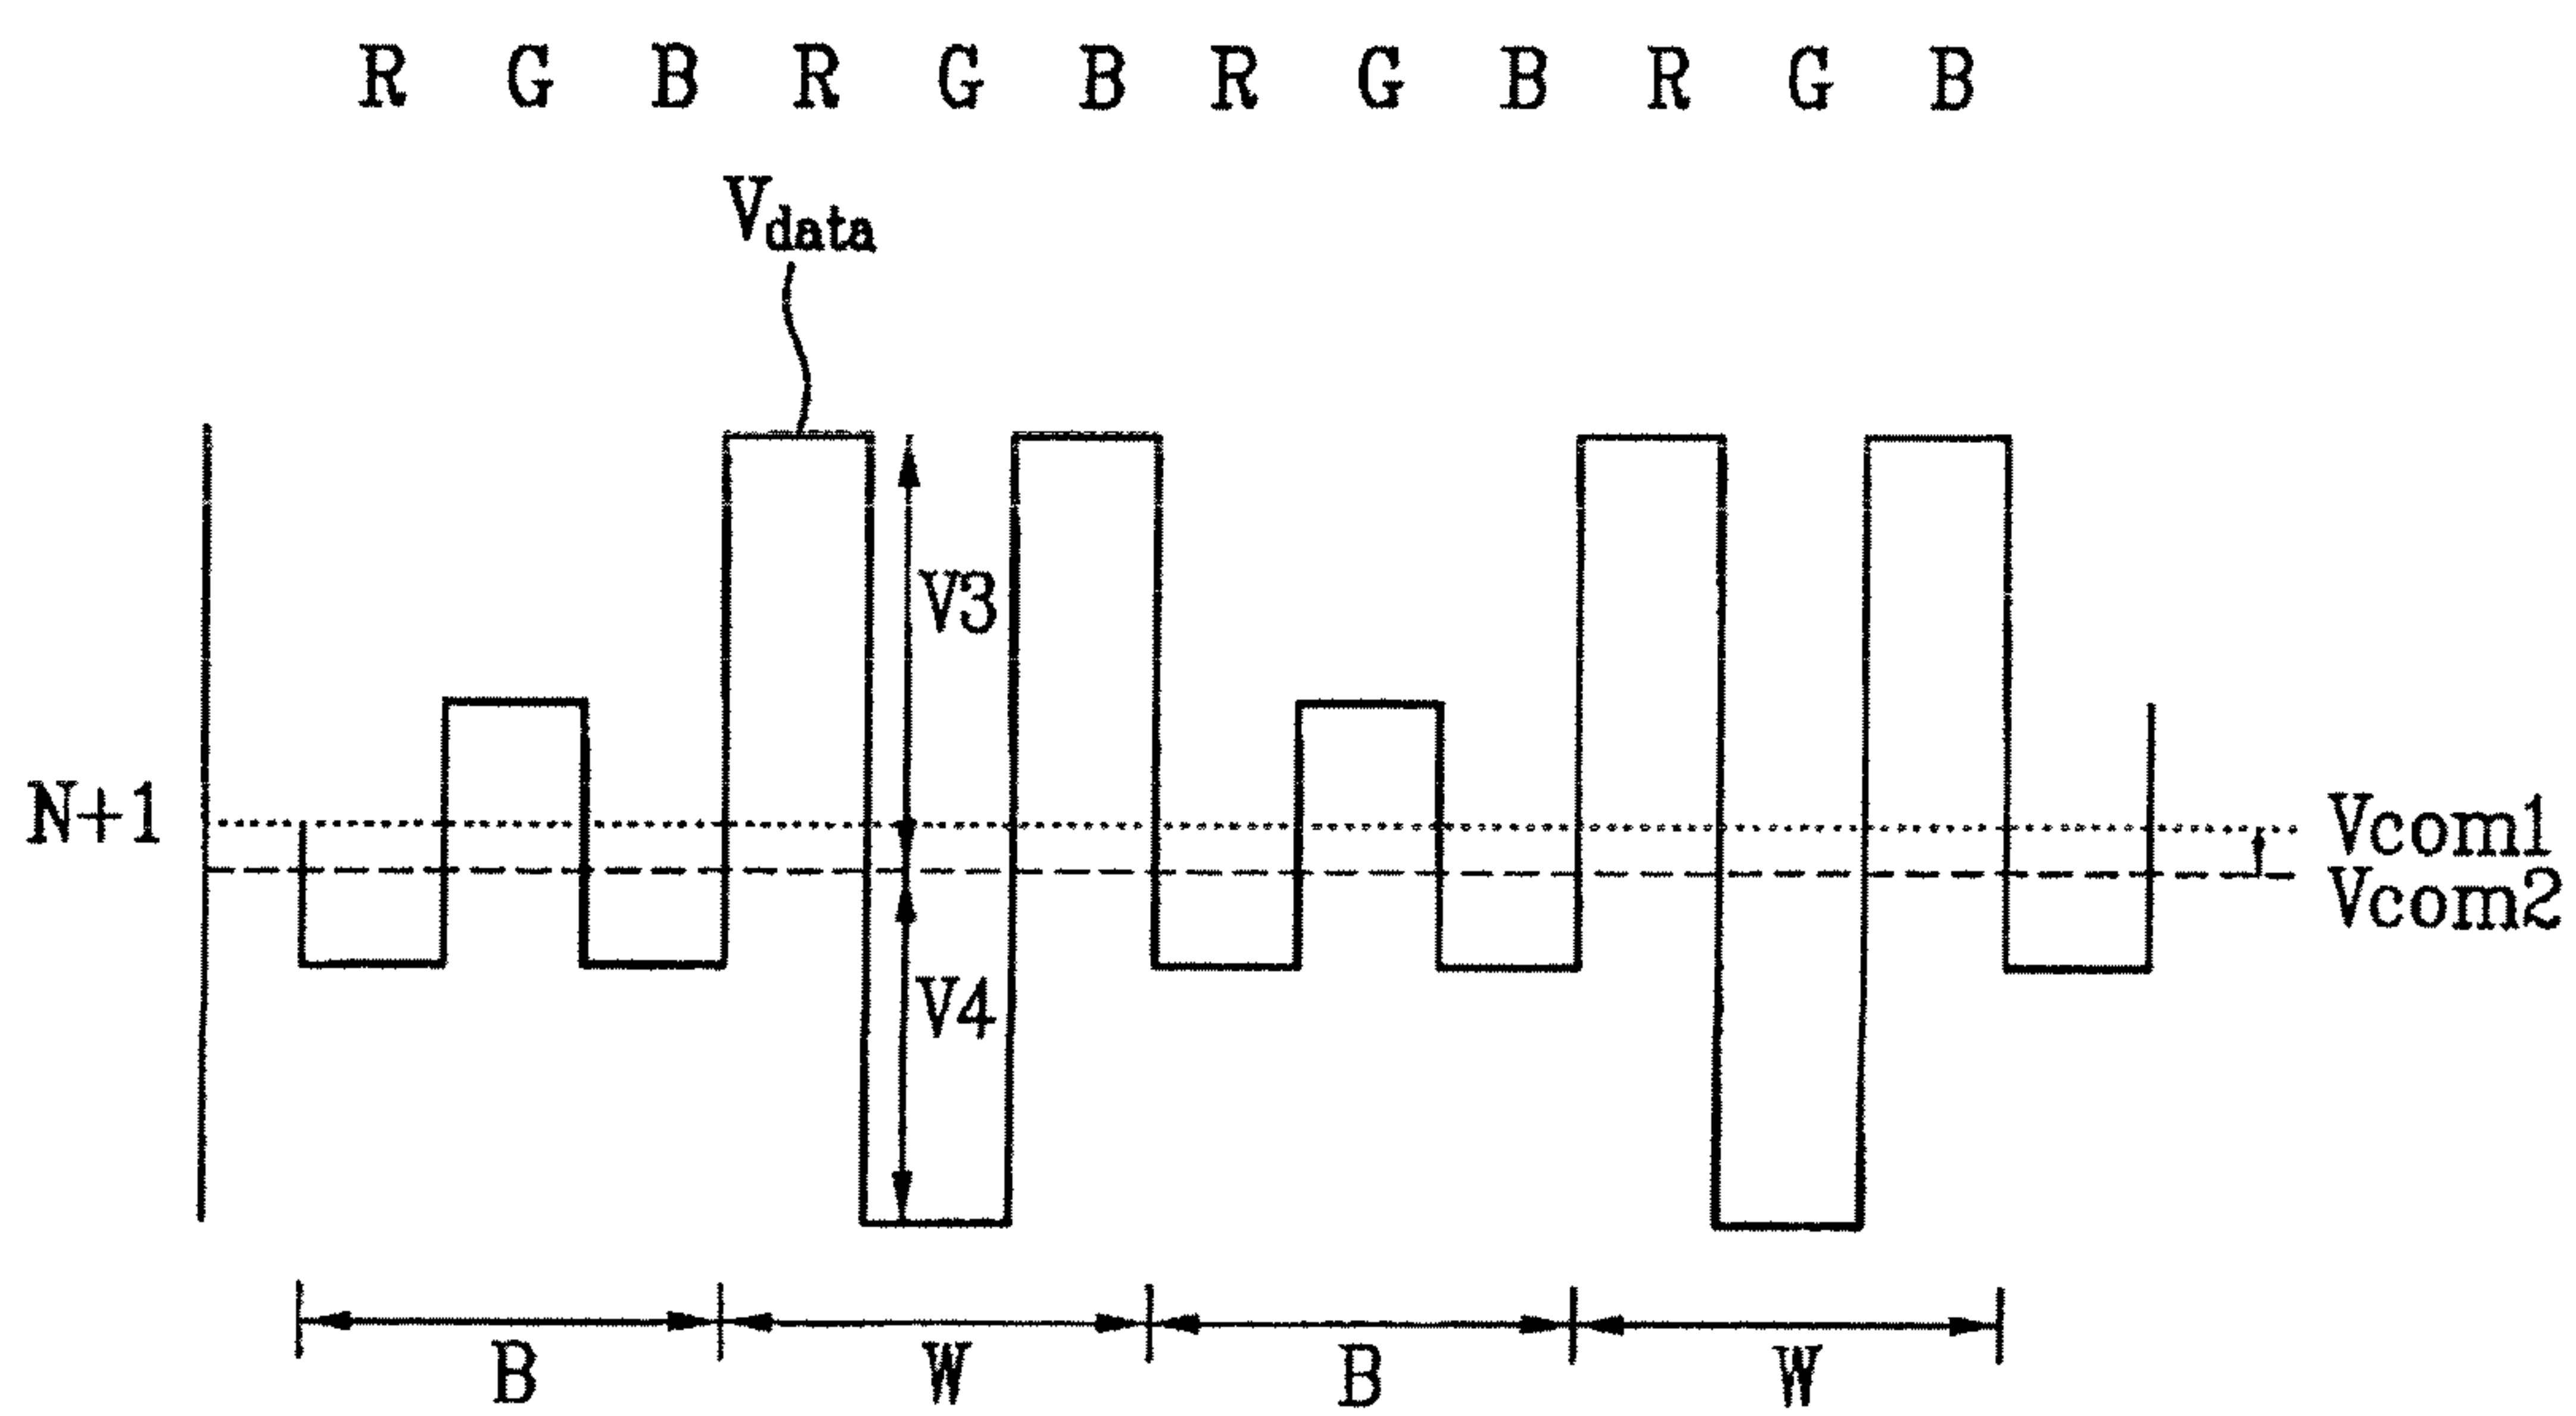 R G B R G B R G B R G B
Vdata
V3
N+1
Vcom1
Vcom2
V4
B W B W